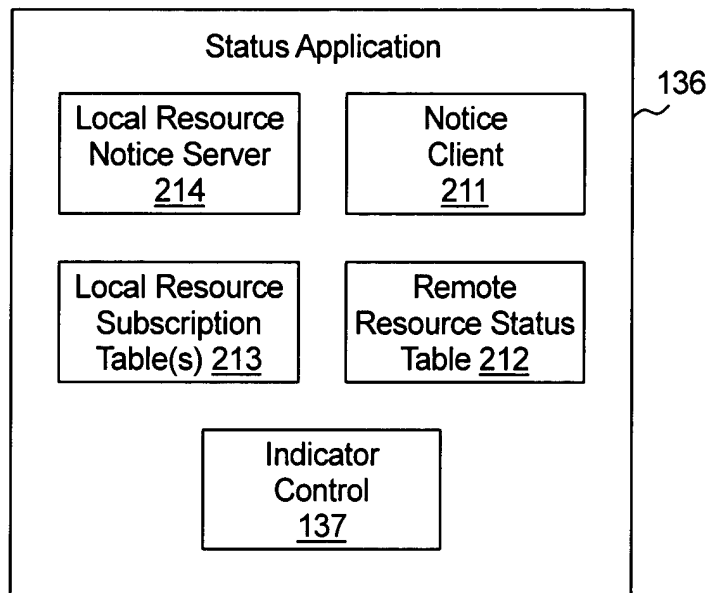 Status Application
136
Local Resource
Notice Server
214
Notice
Client
211
Local Resource
Subscription
Table(s) 213
Remote
Resource Status
Table 212
Indicator
Control
137